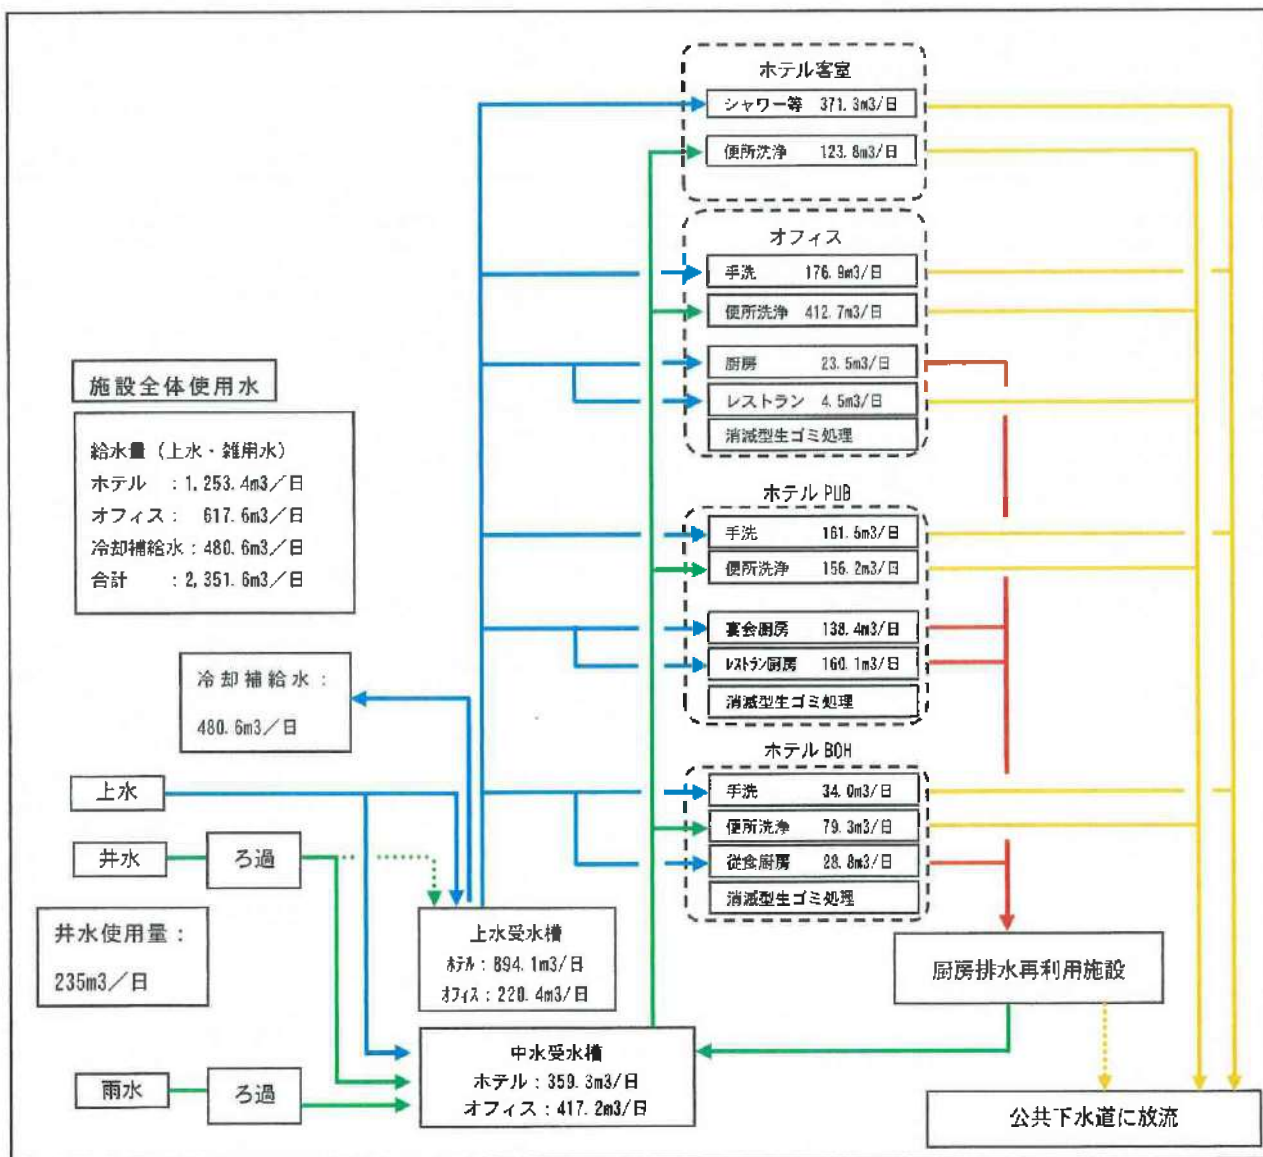 ホテル客室
シャワー等 371.3m3/日
便所洗浄 123.8m3/日
オフィス
手洗 176.9m3/日
便所洗浄 412.7m3/日
厨房 23.5m3/日
レストラン 4.5m3/日
消滅型生ゴミ処理
ホテル PUB
手洗 161.5m3/日
便所洗浄 156.2m3/日
宴会厨房 138.4m3/日
レストラン厨房 160.1m3/日
消滅型生ゴミ処理
ホテル BOH
手洗 34.0m3/日
便所洗浄 79.3m3/日
従食厨房 28.8m3/日
消滅型生ゴミ処理
施設全体使用水
給水量（上水・雑用水）
ホテル ：1,253.4m3／日
オフィス： 617.6m3／日
冷却補給水：480.6m3／日
合計 ：2,351.6m3／日
冷却補給水：
480.6m3／日
上水
井水
ろ過
井水使用量：
235m3／日
上水受水槽
ホテル：894.1m3/日
オフィス：220.4m3/日
中水受水槽
ホテル：359.3m3/日
オフィス：417.2m3/日
雨水
ろ過
厨房排水再利用施設
公共下水道に放流